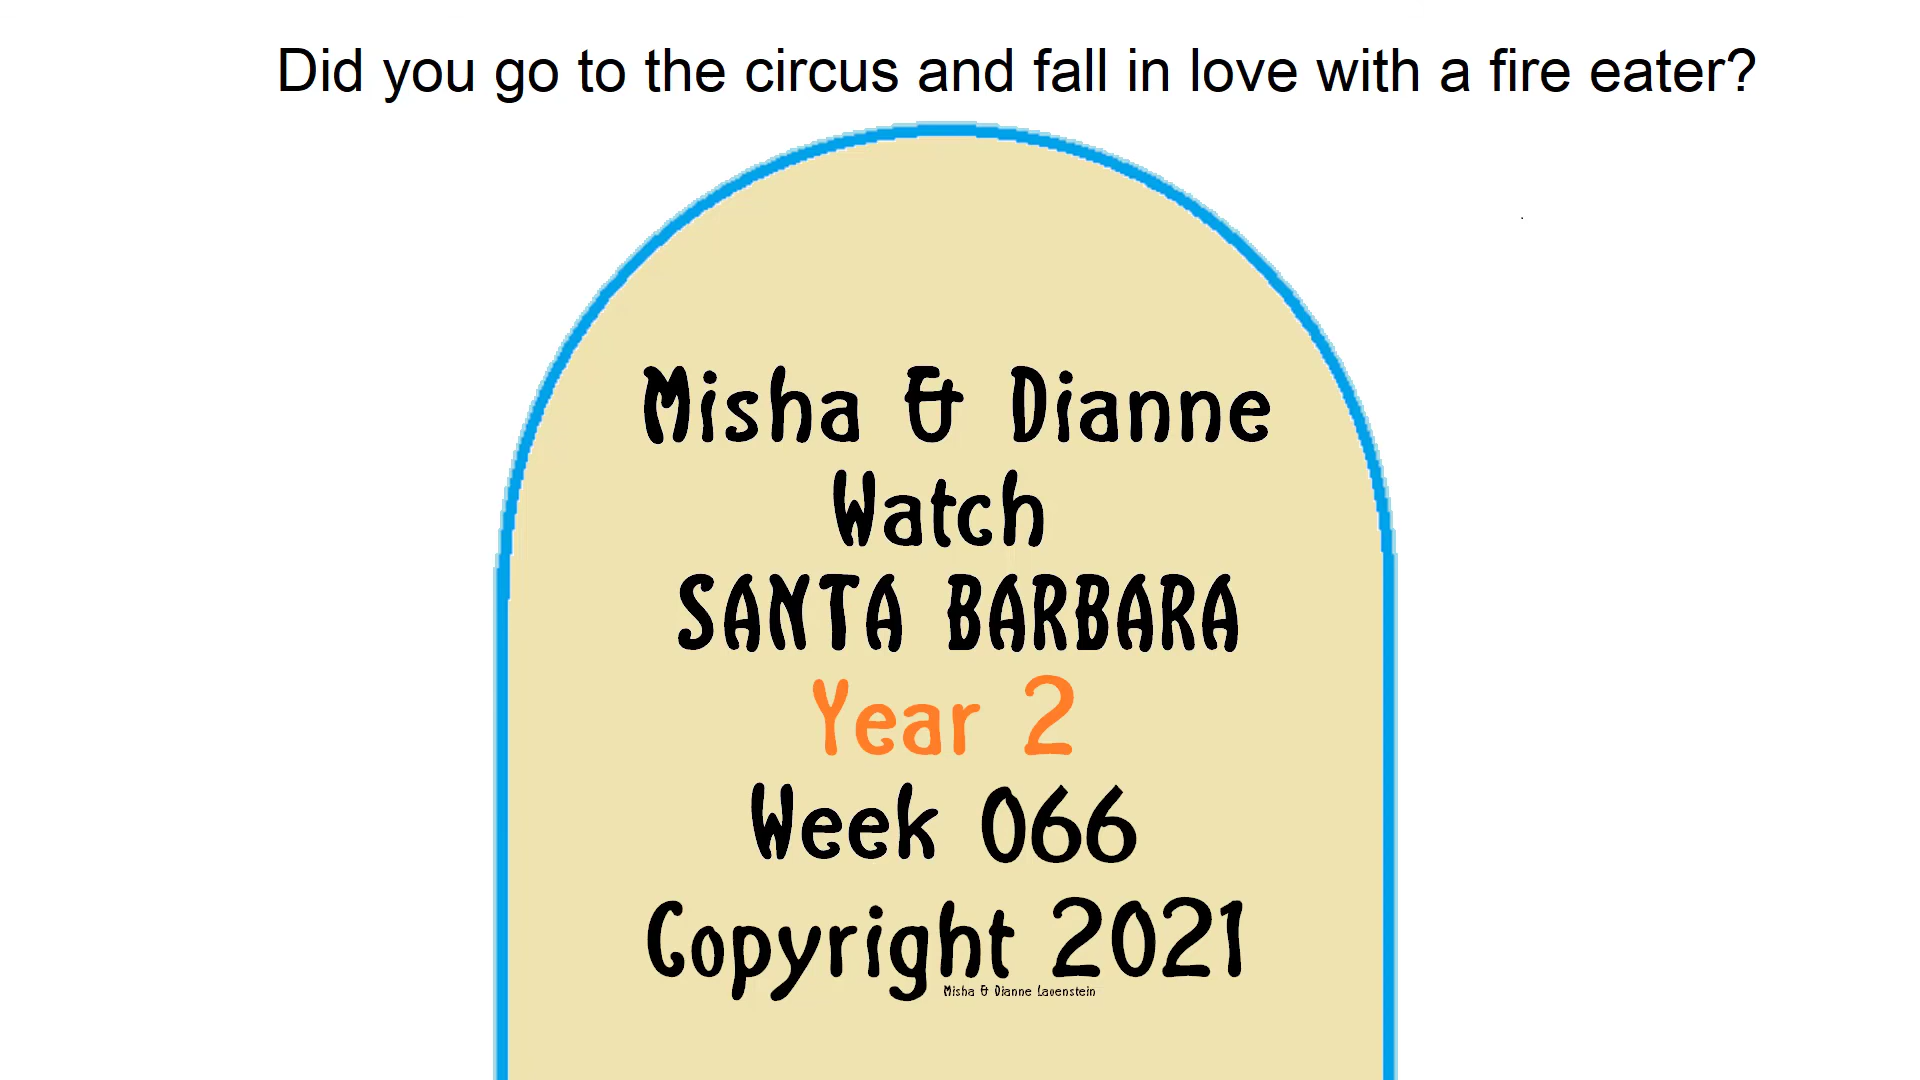 Did you go to the circus and fall in love with a fire eater?
Misha & Dianne
Watch
SANTA BARBARA
Year 2
Week 066
Copyright 2021
Misha & Dianne Lavenstein